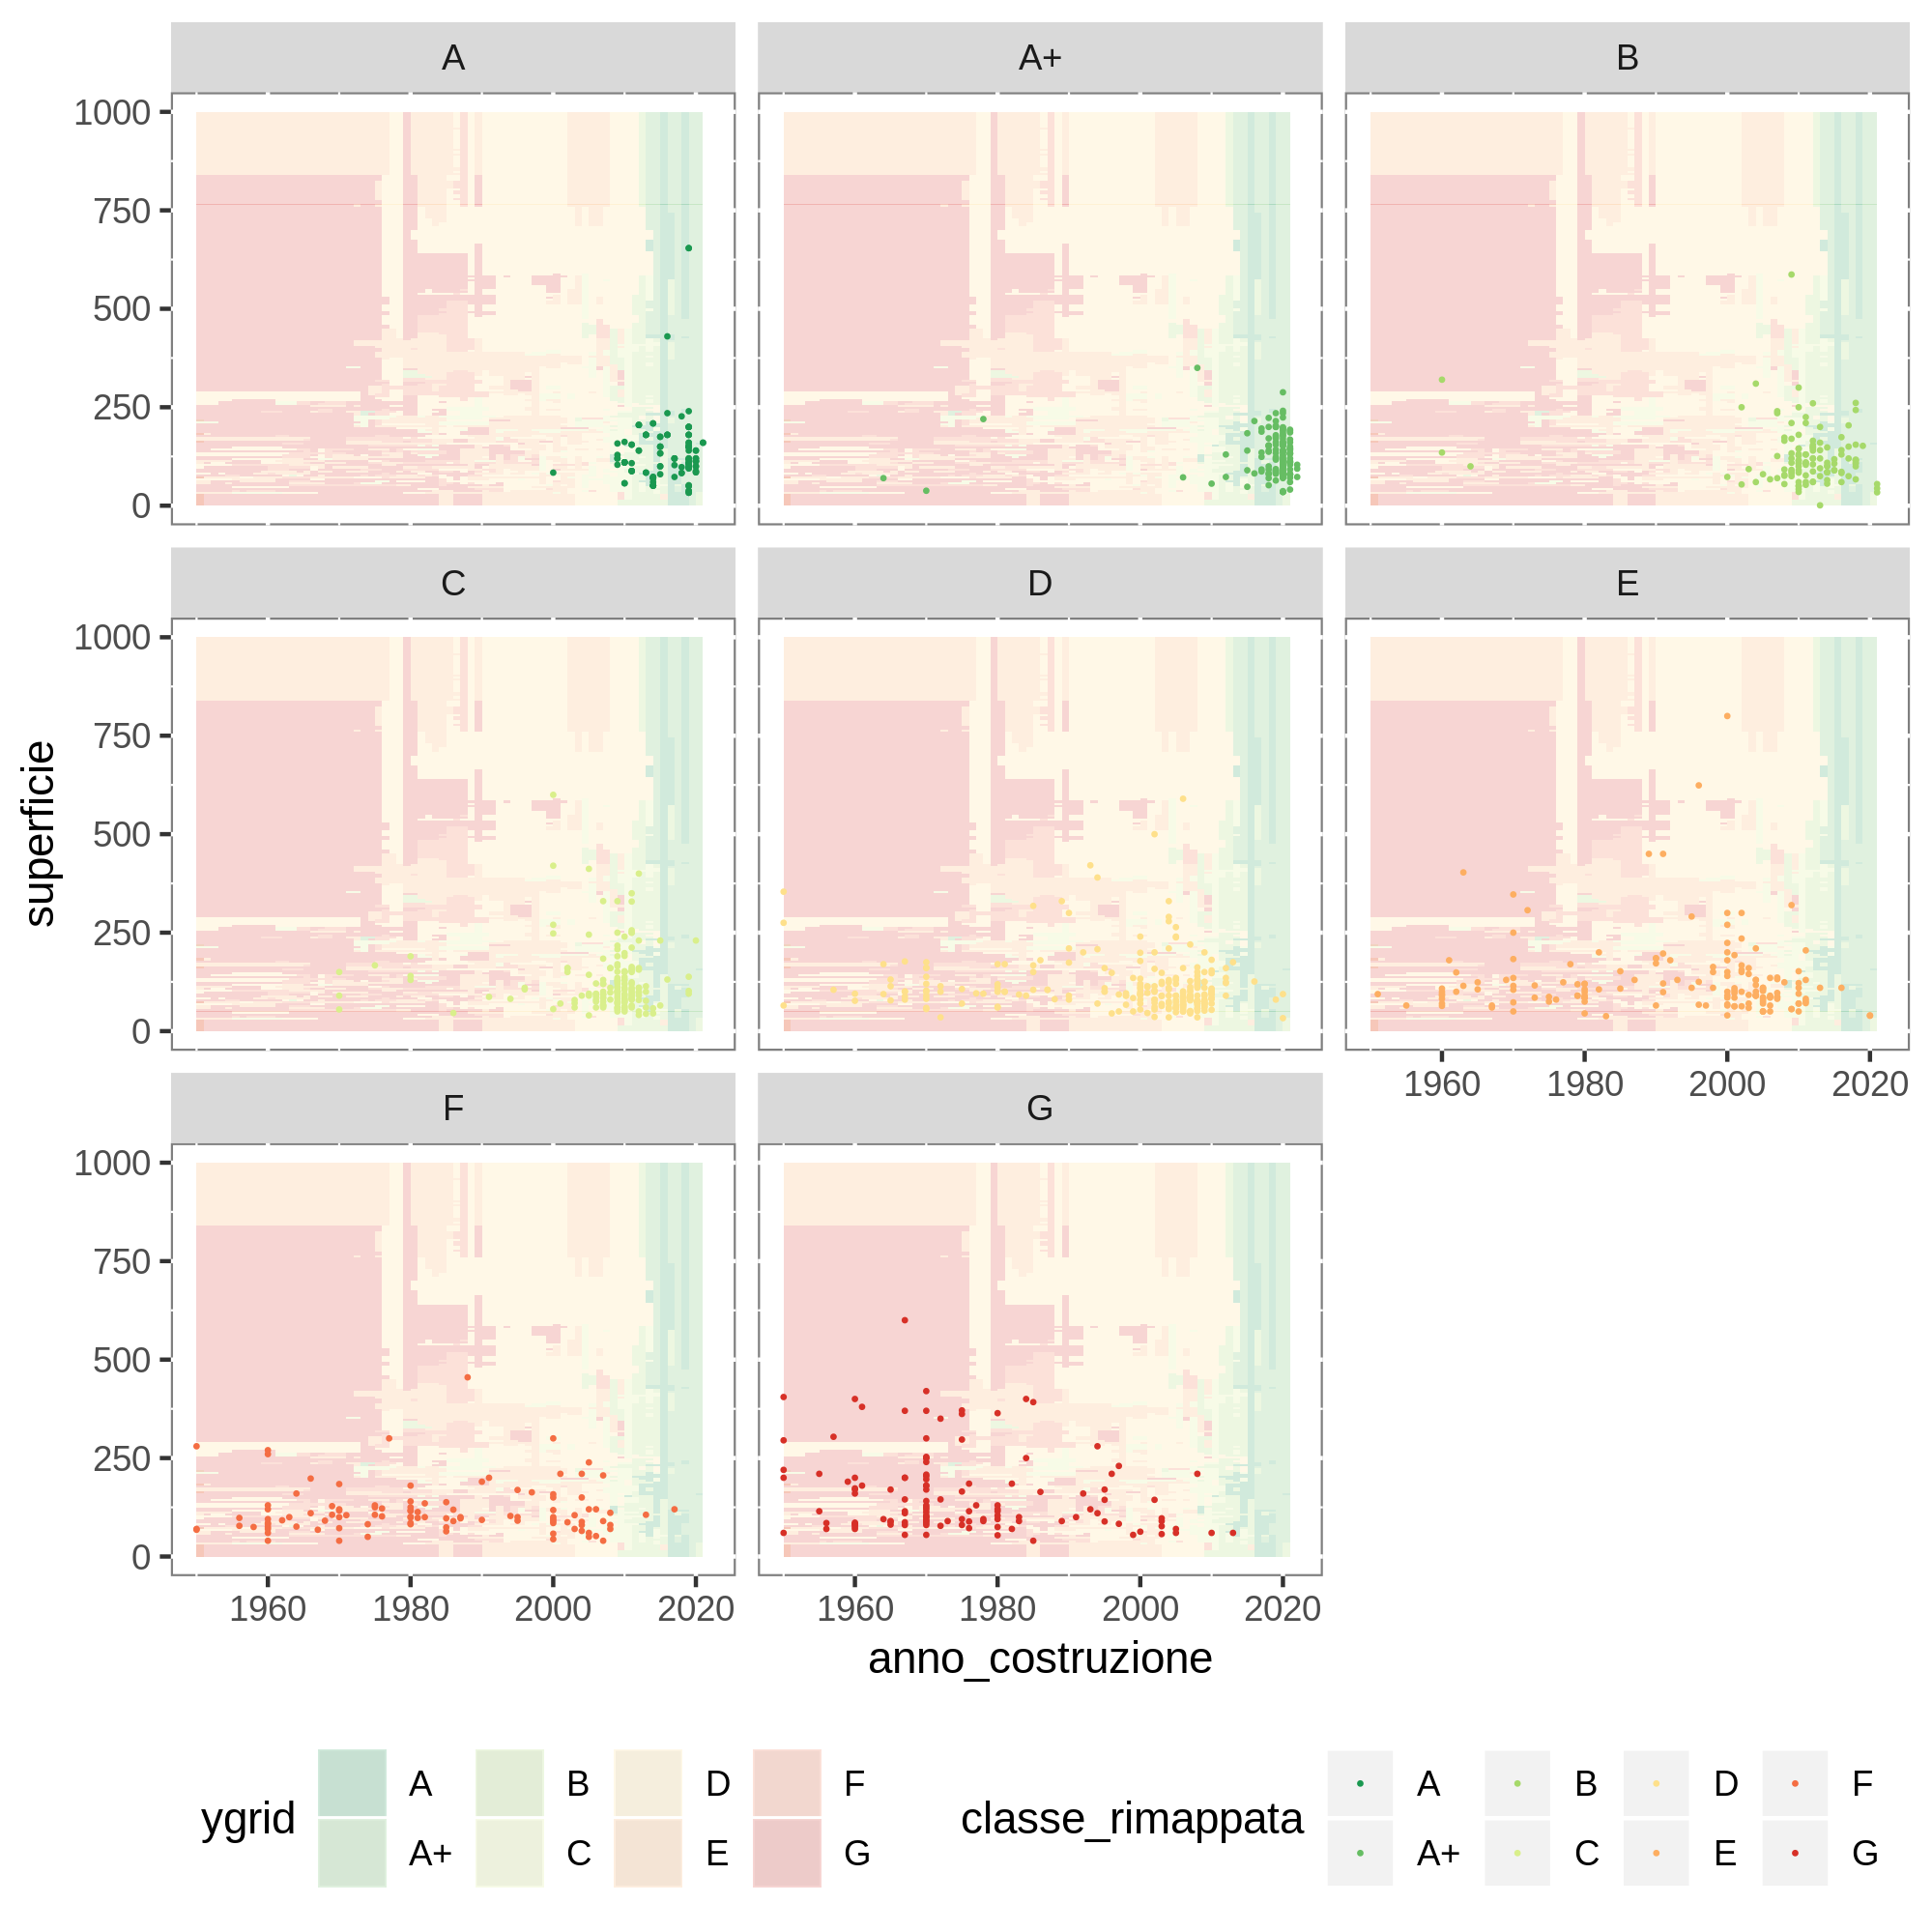 A A+ B
1000
750
500
250
0
C D E
1000
750
500
250
0
superficie
1960 1980 2000 2020
F G
1000
750
500
250
0
1960 1980 2000 2020 1960 1980 2000 2020
anno_costruzione
ygrid A B D F classe_rimappata A B D F
A+ C E G A+ C E G